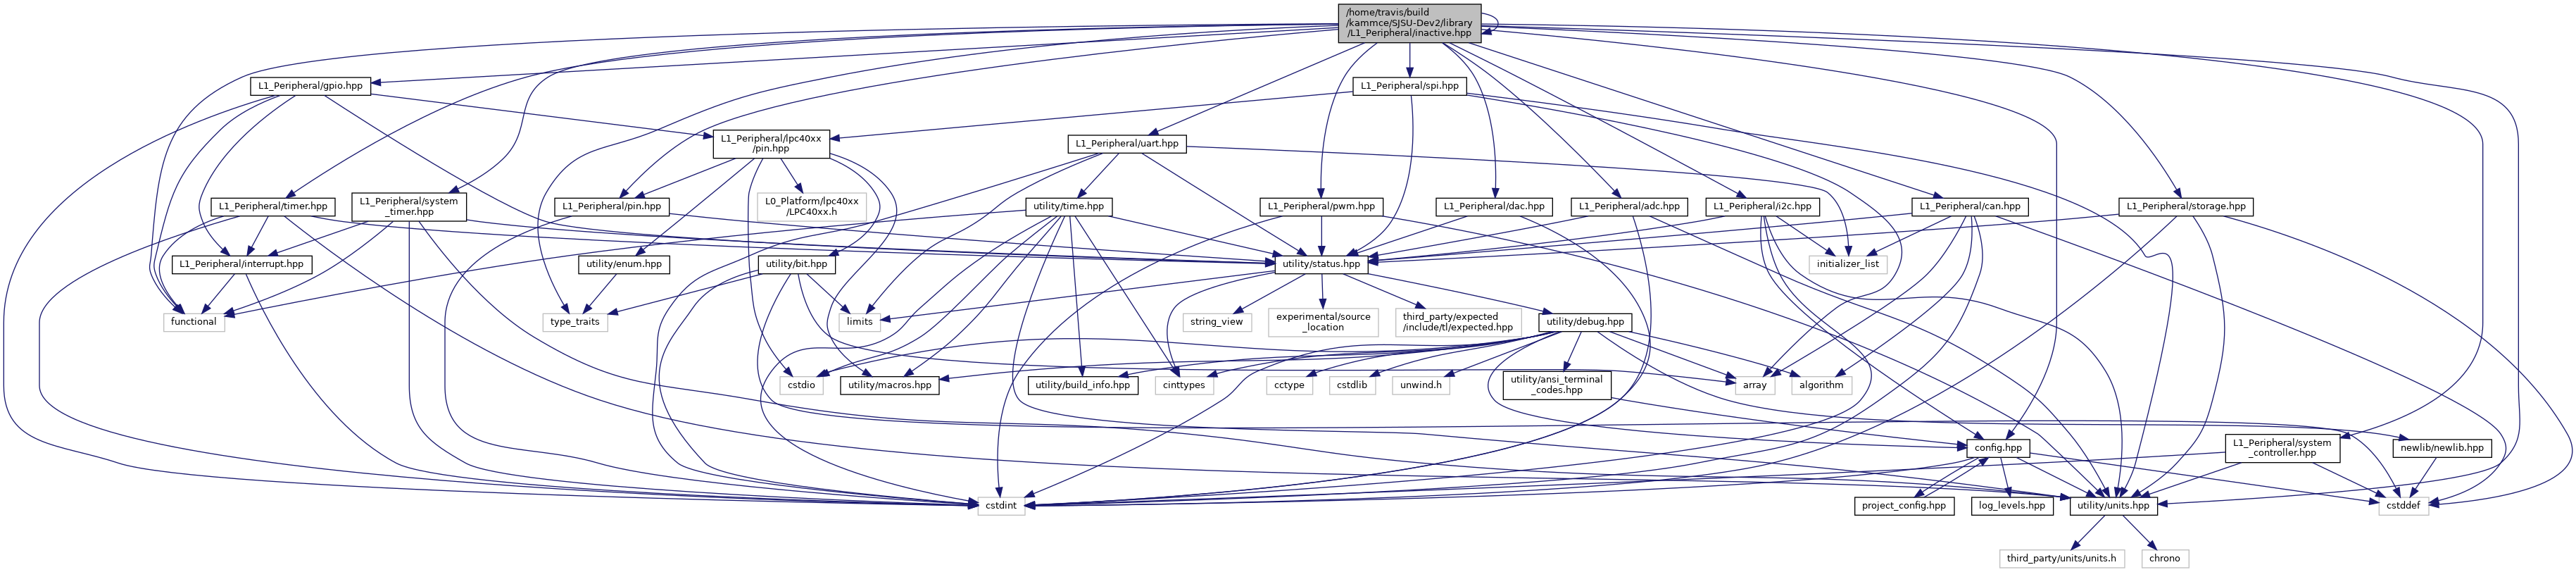 /home/travis/build
/kammce/SJSU-Dev2/library
/L1_Peripheral/inactive.hpp
L1_Peripheral/gpio.hpp
L1_Peripheral/spi.hpp
L1_Peripheral/lpc40xx
/pin.hpp
L1_Peripheral/uart.hpp
L1_Peripheral/timer.hpp
L1_Peripheral/system
_timer.hpp
L1_Peripheral/pin.hpp
L0_Platform/lpc40xx
/LPC40xx.h
utility/time.hpp
L1_Peripheral/pwm.hpp
L1_Peripheral/dac.hpp
L1_Peripheral/adc.hpp
L1_Peripheral/i2c.hpp
L1_Peripheral/can.hpp
L1_Peripheral/storage.hpp
L1_Peripheral/interrupt.hpp
utility/enum.hpp
utility/bit.hpp
utility/status.hpp
initializer_list
functional
type_traits
limits
string_view
experimental/source
_location
third_party/expected
/include/tl/expected.hpp
utility/debug.hpp
cstdio
utility/macros.hpp
utility/build_info.hpp
cinttypes
cctype
cstdlib
unwind.h
utility/ansi_terminal
_codes.hpp
array
algorithm
config.hpp
L1_Peripheral/system
_controller.hpp
newlib/newlib.hpp
cstdint
project_config.hpp
log_levels.hpp
utility/units.hpp
cstddef
third_party/units/units.h
chrono